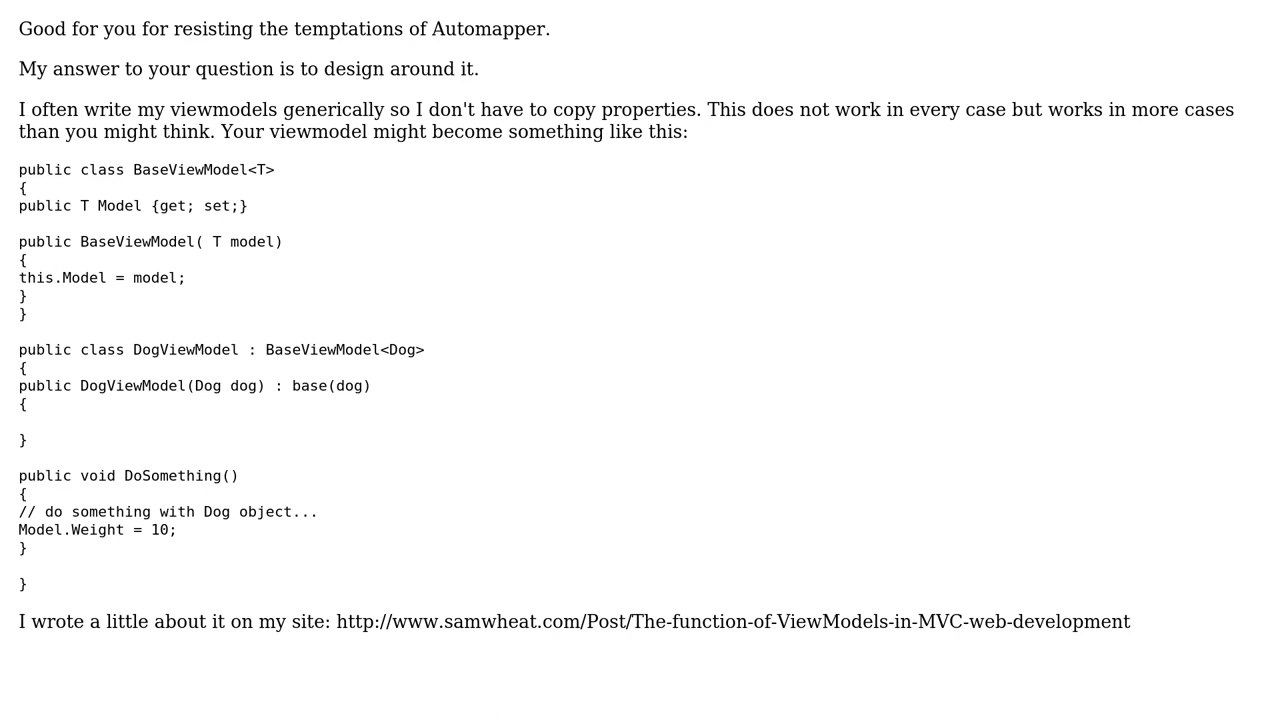 Good for you for resisting the temptations of Automapper.
My answer to your question is to design around it.
I often write my viewmodels generically so I don't have to copy properties. This does not work in every case but works in more cases
than you might think. Your viewmodel might become something like this:
public class BaseViewModel<T>
{
public T Model {get; set;}
public BaseViewModel( T model)
{
this.Model = model;
}
}
public class DogViewModel : BaseViewModel<Dog>
{
public DogViewModel(Dog dog) : base(dog)
{
}
public void DoSomething()
{
// do something with Dog object...
Model.Weight = 10;
}
}
I wrote a little about it on my site: http://www.samwheat.com/Post/The-function-of-ViewModels-in-MVC-web-development